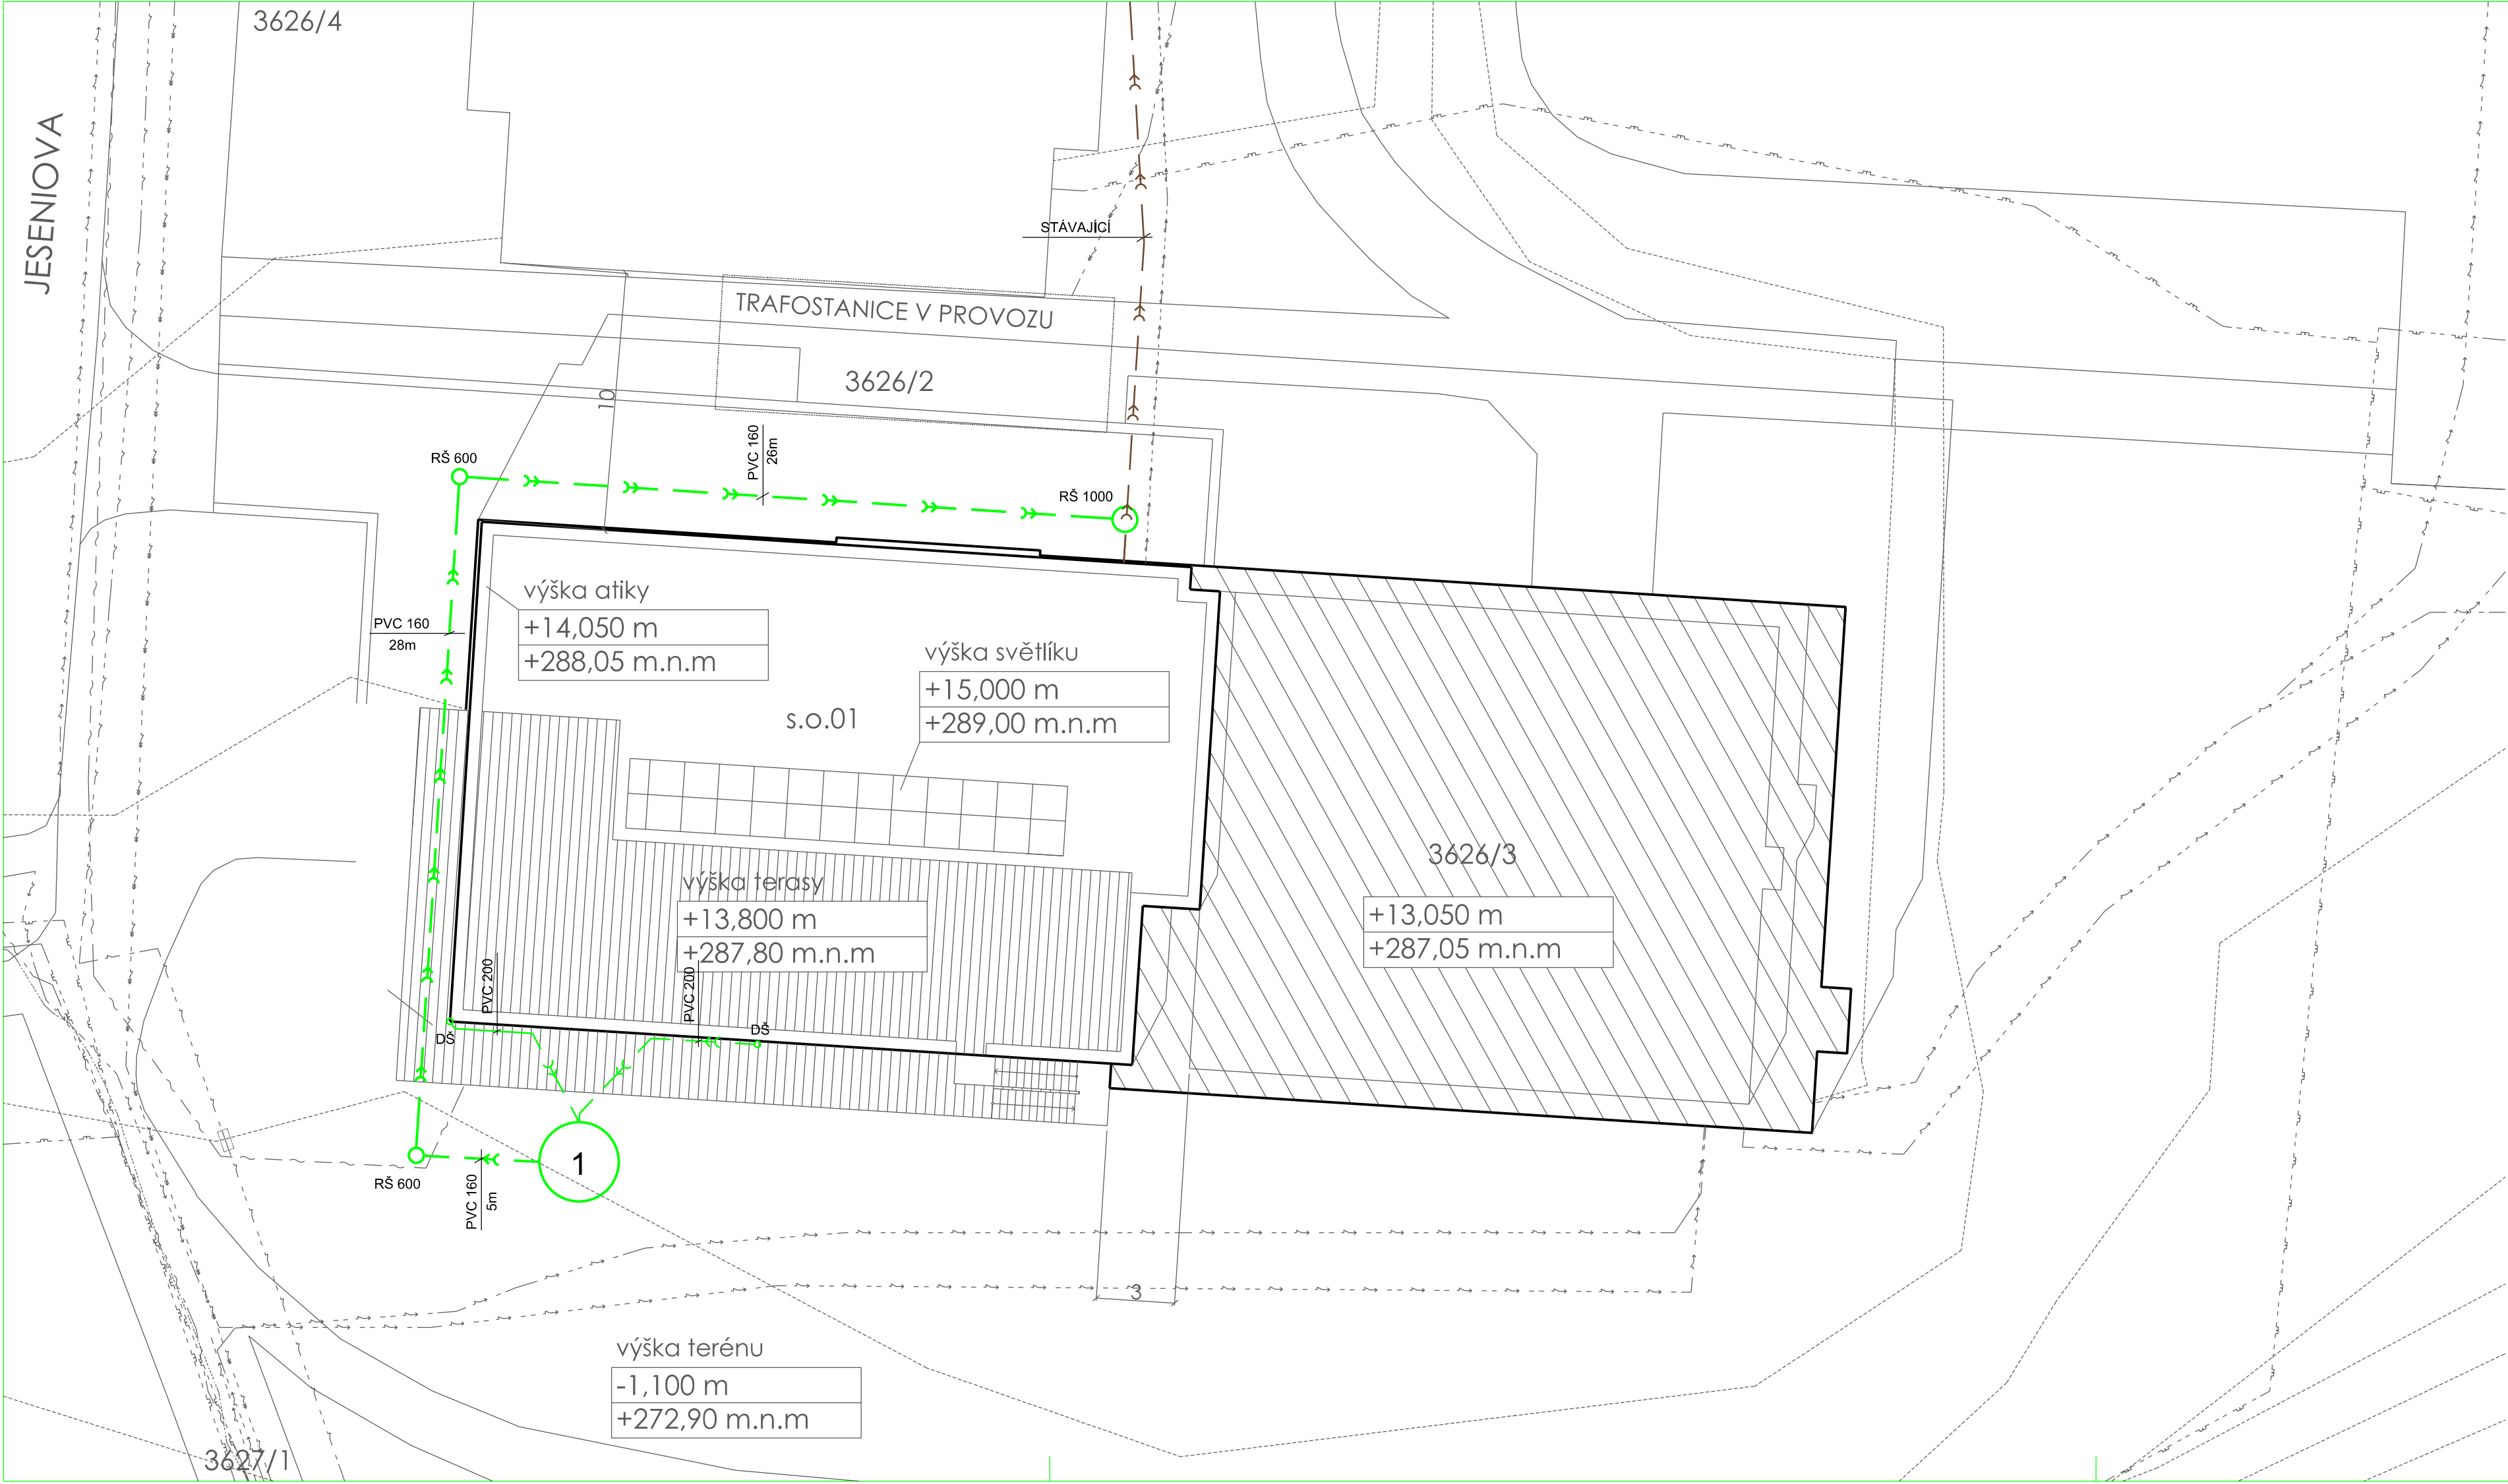 3626/4
JESENIOVA
STÁVAJÍCÍ
TRAFOSTANICE V PROVOZU
3626/2
10
PVC 160
26m
RŠ 600
RŠ 1000
výška atiky
+14,050 m
+288,05 m.n.m
PVC 160
28m
výška světlíku
+15,000 m
+289,00 m.n.m
s.o.01
3626/3
výška terasy
+13,800 m
+287,80 m.n.m
+13,050 m
+287,05 m.n.m
PVC 200
PVC 200
DŠ
DŠ
1
RŠ 600
PVC 160
5m
3
výška terénu
-1,100 m
+272,90 m.n.m
3627/1